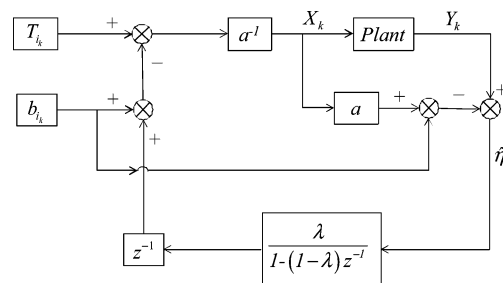 T_{i_k} + a^{-1} X_k Plant Y_k
−
b_{i_k} + a + − +
+
η̂
z^{-1} λ / 1-(1−λ)z^{-1}